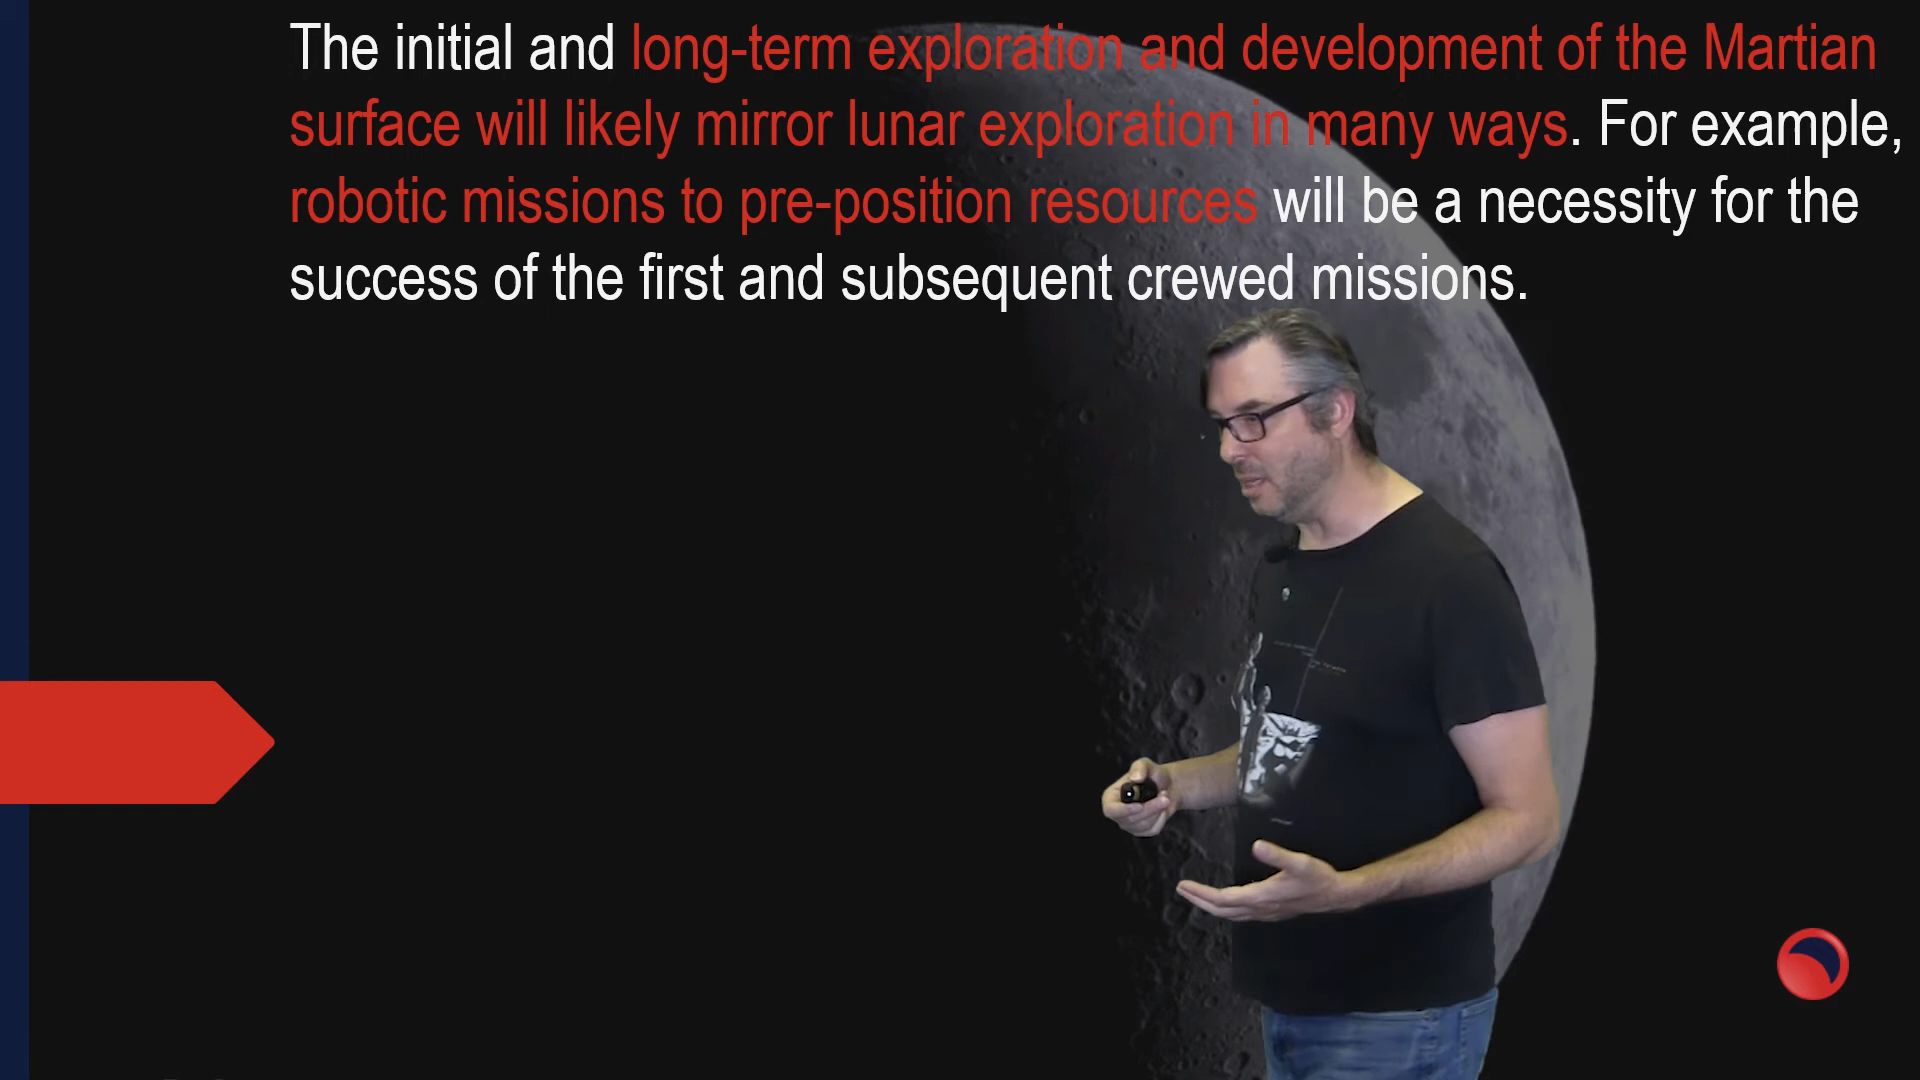 The initial and long-term exploration and development of the Martian
surface will likely mirror lunar exploration in many ways. For example,
robotic missions to pre-position resources will be a necessity for the
success of the first and subsequent crewed missions.